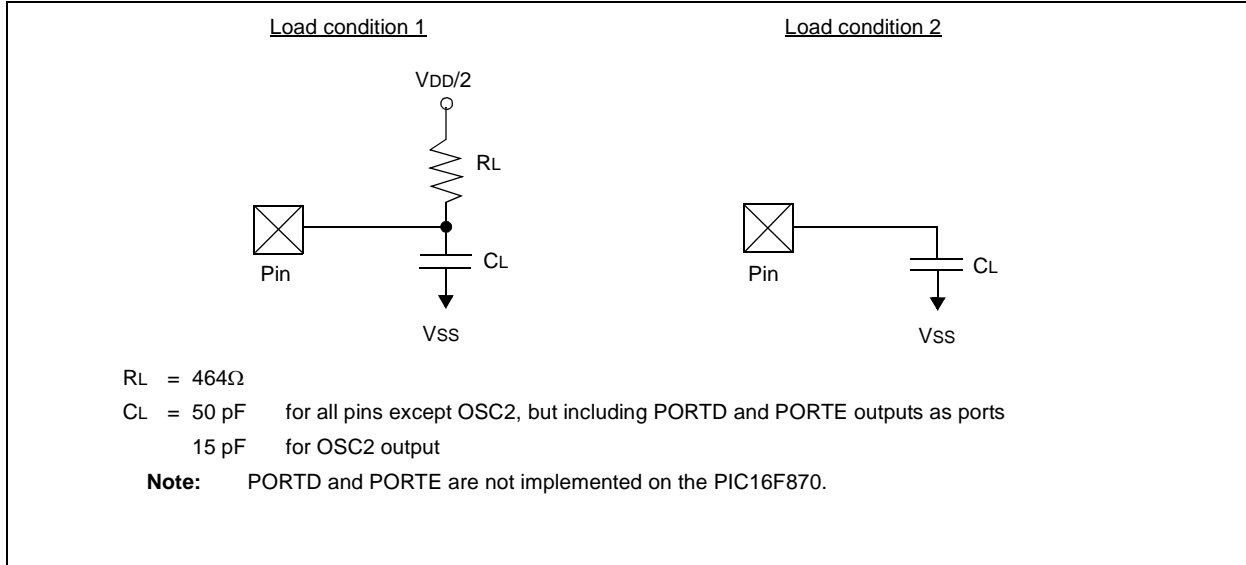 Load condition 1
Load condition 2
VDD/2
RL
CL
Pin
VSS
CL
Pin
VSS
RL = 464Ω
CL = 50 pF for all pins except OSC2, but including PORTD and PORTE outputs as ports
15 pF for OSC2 output
Note: PORTD and PORTE are not implemented on the PIC16F870.